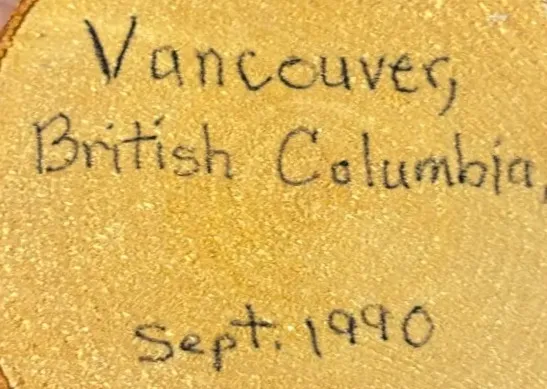 Vancouver,
British Columbia,
Sept. 1990